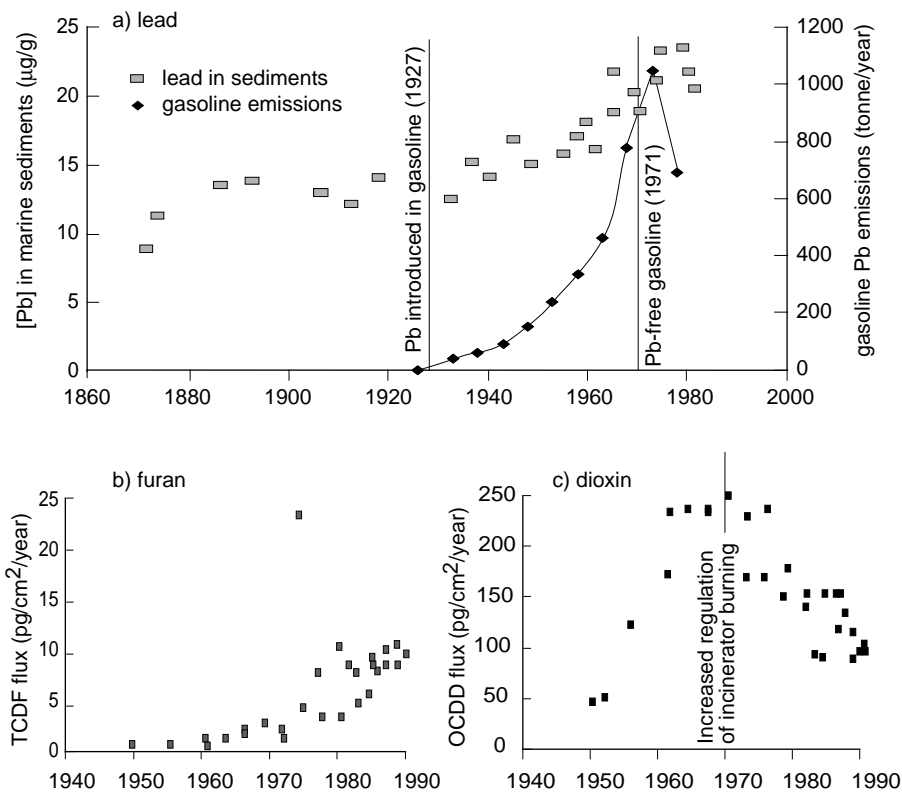 a) lead
[Pb] in marine sediments (µg/g)
25
20
15
10
5
0
lead in sediments
gasoline emissions
Pb introduced in gasoline (1927)
Pb-free gasoline (1971)
1200
1000
800
600
400
200
0
gasoline Pb emissions (tonne/year)
1860 1880 1900 1920 1940 1960 1980 2000
b) furan
TCDF flux (pg/cm²/year)
25
20
15
10
5
0
1940 1950 1960 1970 1980 1990
c) dioxin
OCDD flux (pg/cm²/year)
250
200
150
100
50
0
Increased regulation
of incinerator burning
1940 1950 1960 1970 1980 1990